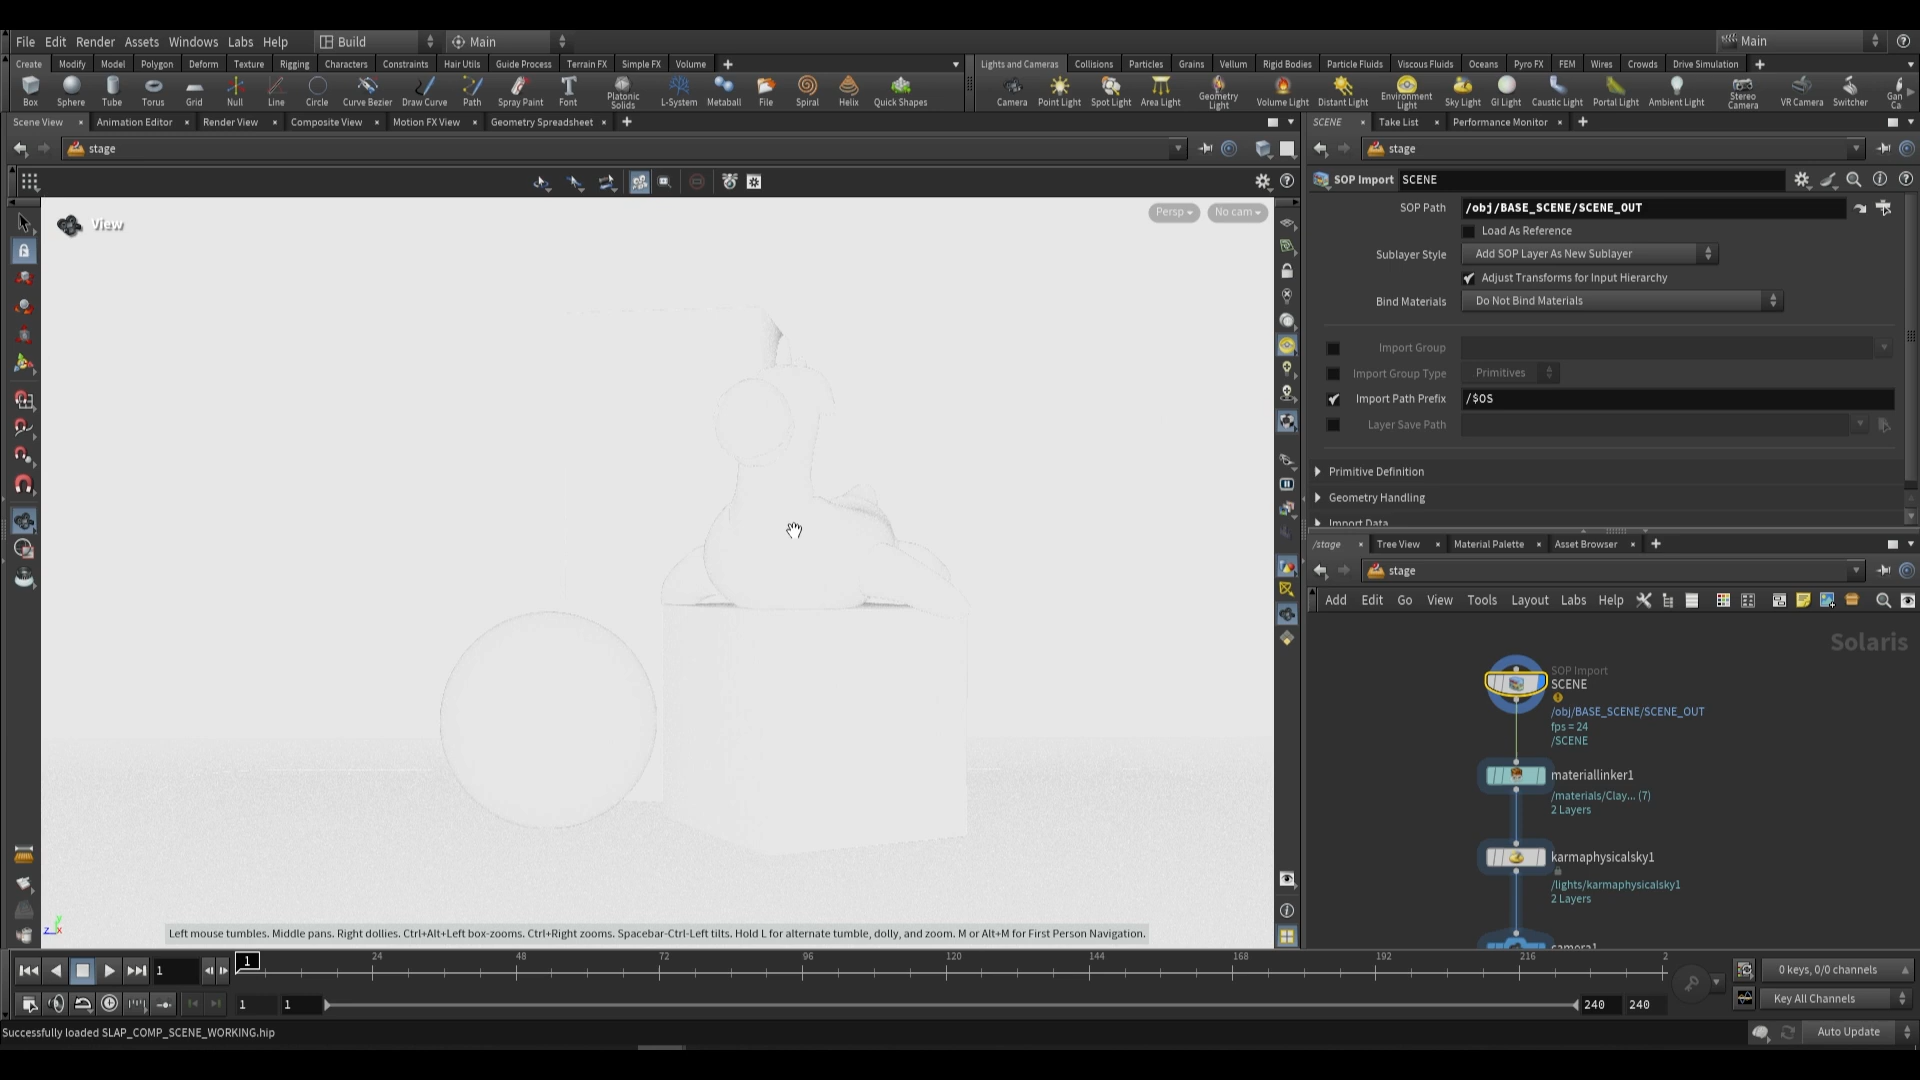 File Edit Render Assets Windows Labs Help Build Main Main
Create Modify Model Polygon Deform Texture Rigging Characters Constraints Hair Utils Guide Process Terrain FX Simple FX Volume
Lights and Cameras Collisions Particles Grains Vellum Rigid Bodies Particle Fluids Viscous Fluids Oceans Pyro FX FEM Wires Crowds Drive Simulation
Box Sphere Tube Torus Grid Null Line Circle Curve Bezier Draw Curve Path Spray Paint Font Platonic Solids L-System Metaball File Spiral Helix Quick Shapes
Camera Point Light Spot Light Area Light Geometry Light Volume Light Distant Light Environment Light Sky Light GI Light Caustic Light Portal Light Ambient Light Stereo Camera VR Camera Switcher Gan Ca
Scene View Animation Editor Render View Composite View Motion FX View Geometry Spreadsheet
SCENE Take List Performance Monitor
stage
stage
SOP Import SCENE
View
Persp No cam
SOP Path /obj/BASE_SCENE/SCENE_OUT
Load As Reference
Sublayer Style Add SOP Layer As New Sublayer
Adjust Transforms for Input Hierarchy
Bind Materials Do Not Bind Materials
Import Group
Import Group Type Primitives
Import Path Prefix /$OS
Layer Save Path
Primitive Definition
Geometry Handling
Import Data
/stage Tree View Material Palette Asset Browser
stage
Add Edit Go View Tools Layout Labs Help
Solaris
SOP Import
SCENE
/obj/BASE_SCENE/SCENE_OUT
fps = 24
/SCENE
materiallinker1
/materials/Clay... (7)
2 Layers
karmaphysicalsky1
/lights/karmaphysicalsky1
2 Layers
camera1
z x y
Left mouse tumbles. Middle pans. Right dollies. Ctrl+Alt+Left box-zooms. Ctrl+Right zooms. Spacebar-Ctrl-Left tilts. Hold L for alternate tumble, dolly, and zoom. M or Alt+M for First Person Navigation.
1 1 24 48 72 96 120 144 168 192 216 2
0 keys, 0/0 channels
1 1 240 240
Key All Channels
Successfully loaded SLAP_COMP_SCENE_WORKING.hip
Auto Update